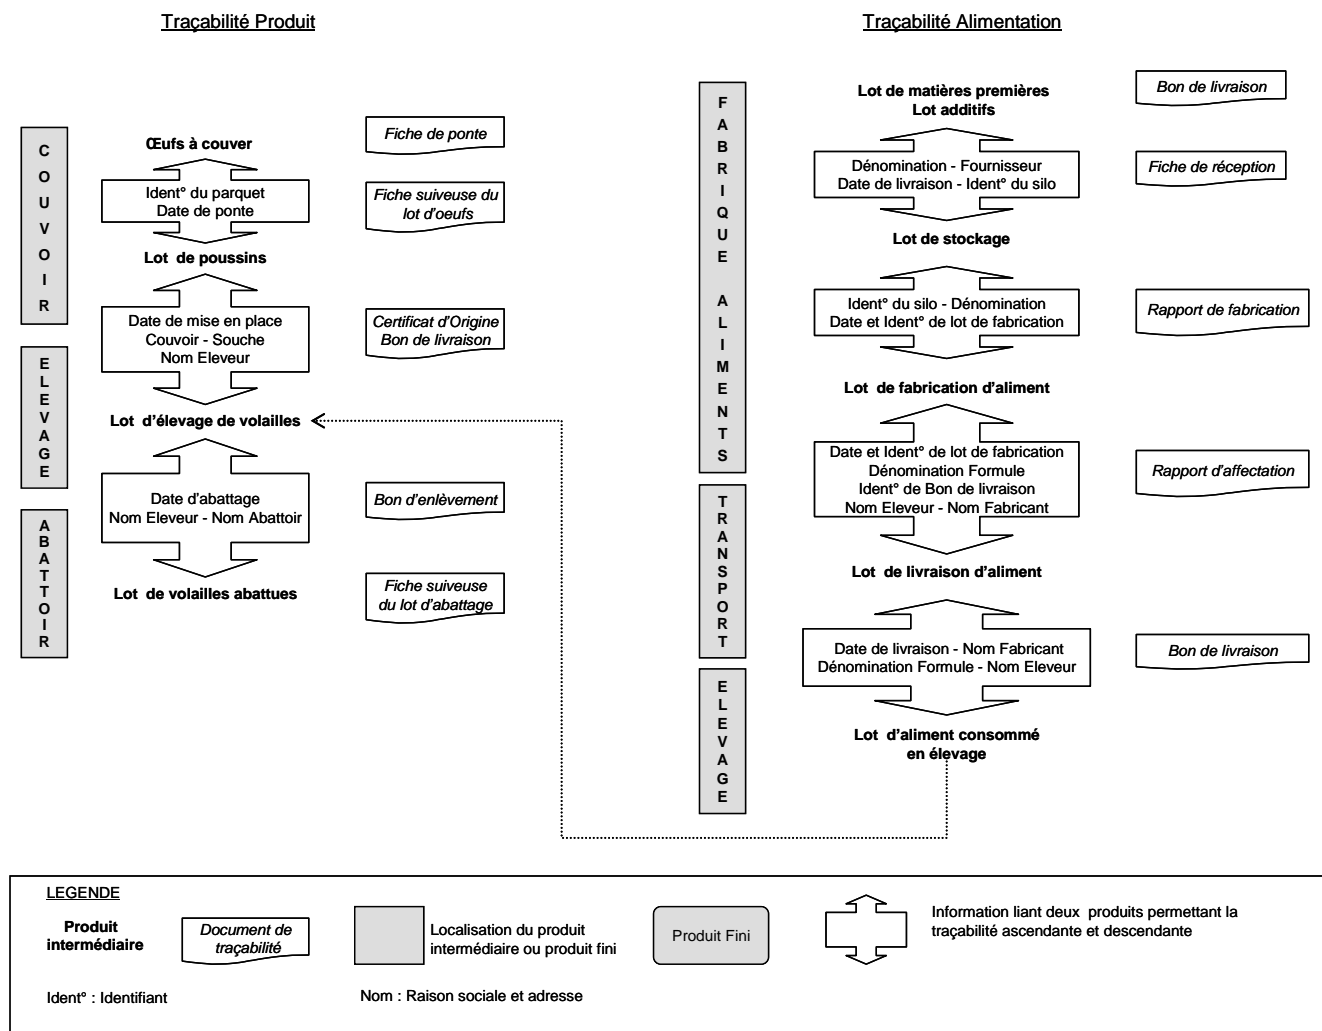 Traçabilité Produit
COUVOIR
ELEVAGE
ABATTOIR
Œufs à couver
Ident° du parquet
Date de ponte
Lot de poussins
Date de mise en place
Couvoir - Souche
Nom Eleveur
Lot d'élevage de volailles
Date d'abattage
Nom Eleveur - Nom Abattoir
Lot de volailles abattues
Fiche de ponte
Fiche suiveuse du
lot d'oeufs
Certificat d'Origine
Bon de livraison
Bon d'enlèvement
Fiche suiveuse
du lot d'abattage
Traçabilité Alimentation
FABRIQUE ALIMENTS
TRANSPORT
ELEVAGE
Lot de matières premières
Lot additifs
Dénomination - Fournisseur
Date de livraison - Ident° du silo
Lot de stockage
Ident° du silo - Dénomination
Date et Ident° de lot de fabrication
Lot de fabrication d'aliment
Date et Ident° de lot de fabrication
Dénomination Formule
Ident° de Bon de livraison
Nom Eleveur - Nom Fabricant
Lot de livraison d'aliment
Date de livraison - Nom Fabricant
Dénomination Formule - Nom Eleveur
Lot d'aliment consommé
en élevage
Bon de livraison
Fiche de réception
Rapport de fabrication
Rapport d'affectation
Bon de livraison
LEGENDE
Produit
intermédiaire
Document de
traçabilité
Localisation du produit
intermédiaire ou produit fini
Produit Fini
Information liant deux produits permettant la
traçabilité ascendante et descendante
Ident° : Identifiant
Nom : Raison sociale et adresse